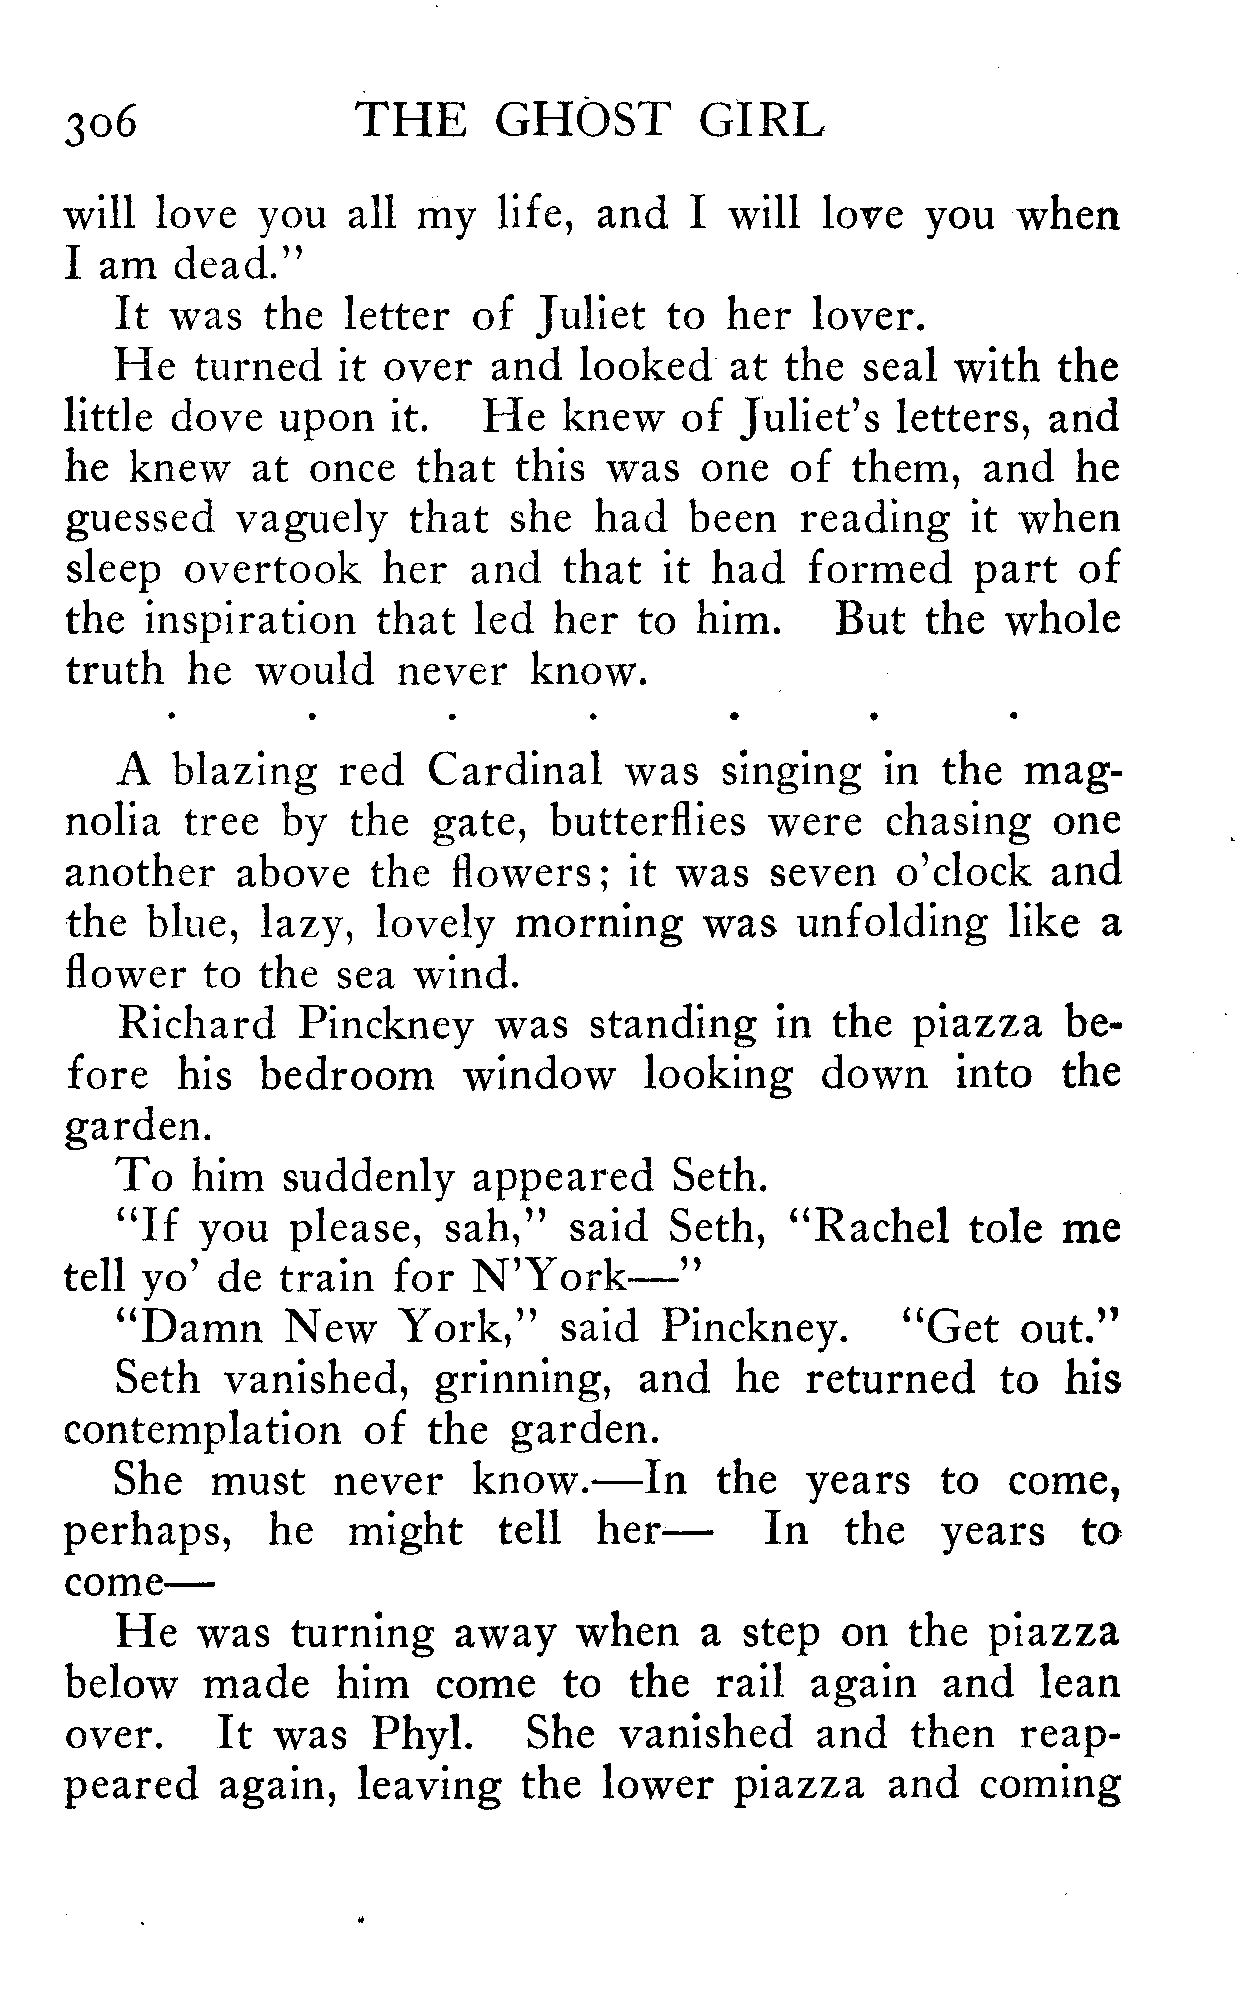 306 THE GHOST GIRL
will love you all my life, and I will love you when
I am dead."
It was the letter of Juliet to her lover.
He turned it over and looked at the seal with the
little dove upon it. He knew of Juliet's letters, and
he knew at once that this was one of them, and he
guessed vaguely that she had been reading it when
sleep overtook her and that it had formed part of
the inspiration that led her to him. But the whole
truth he would never know.
. . . . . . .
A blazing red Cardinal was singing in the mag-
nolia tree by the gate, butterflies were chasing one
another above the flowers; it was seven o'clock and
the blue, lazy, lovely morning was unfolding like a
flower to the sea wind.
Richard Pinckney was standing in the piazza be-
fore his bedroom window looking down into the
garden.
To him suddenly appeared Seth.
"If you please, sah," said Seth, "Rachel tole me
tell yo' de train for N'York—"
"Damn New York," said Pinckney. "Get out."
Seth vanished, grinning, and he returned to his
contemplation of the garden.
She must never know.—In the years to come,
perhaps, he might tell her— In the years to
come—
He was turning away when a step on the piazza
below made him come to the rail again and lean
over. It was Phyl. She vanished and then reap-
peared again, leaving the lower piazza and coming